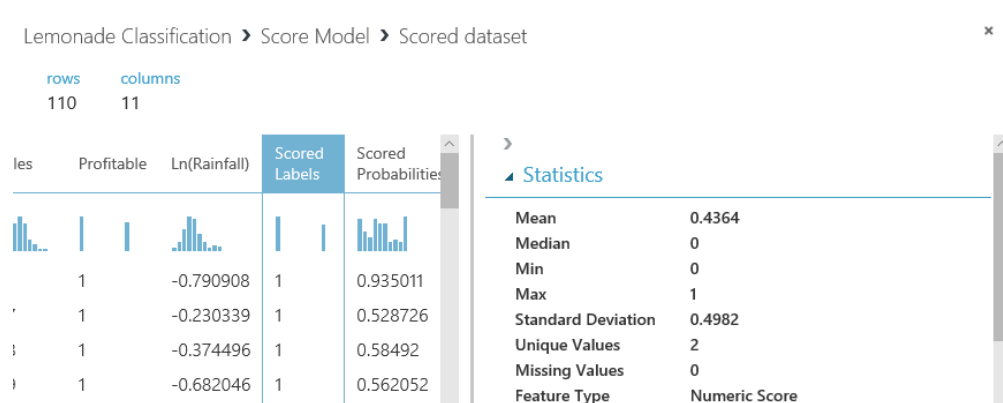 Lemonade Classification > Score Model > Scored dataset
rows columns
110 11
les Profitable Ln(Rainfall) Scored Labels Scored Probabilities
1 -0.790908 1 0.935011
1 -0.230339 1 0.528726
1 -0.374496 1 0.58492
1 -0.682046 1 0.562052
Statistics
Mean 0.4364
Median 0
Min 0
Max 1
Standard Deviation 0.4982
Unique Values 2
Missing Values 0
Feature Type Numeric Score